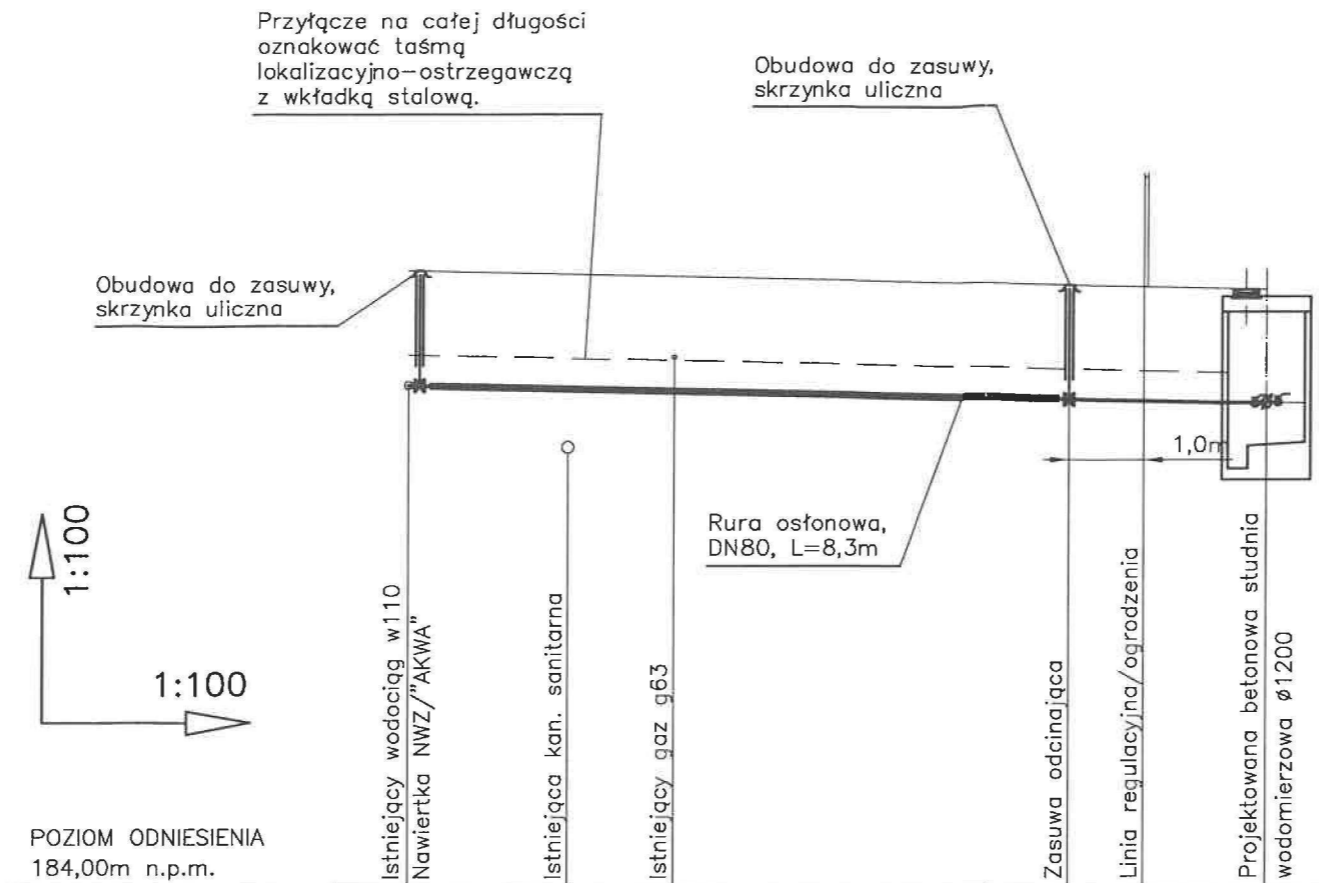 Przyłącze na całej długości
oznakować taśmą
lokalizacyjno-ostrzegawczą
z wkładką stalową.
Obudowa do zasuwy,
skrzynka uliczna
Obudowa do zasuwy,
skrzynka uliczna
1,0m
Rura osłonowa,
DN80, L=8,3m
1:100
1:100
Istniejący wodociąg w110
Nawiertka NWZ/"AKWA"
Istniejąca kan. sanitarna
Istniejący gaz g63
Zasuwa odcinająca
Linia regulacyjna/ogrodzenia
Projektowana betonowa studnia
wodomierzowa ø1200
POZIOM ODNIESIENIA
184,00m n.p.m.